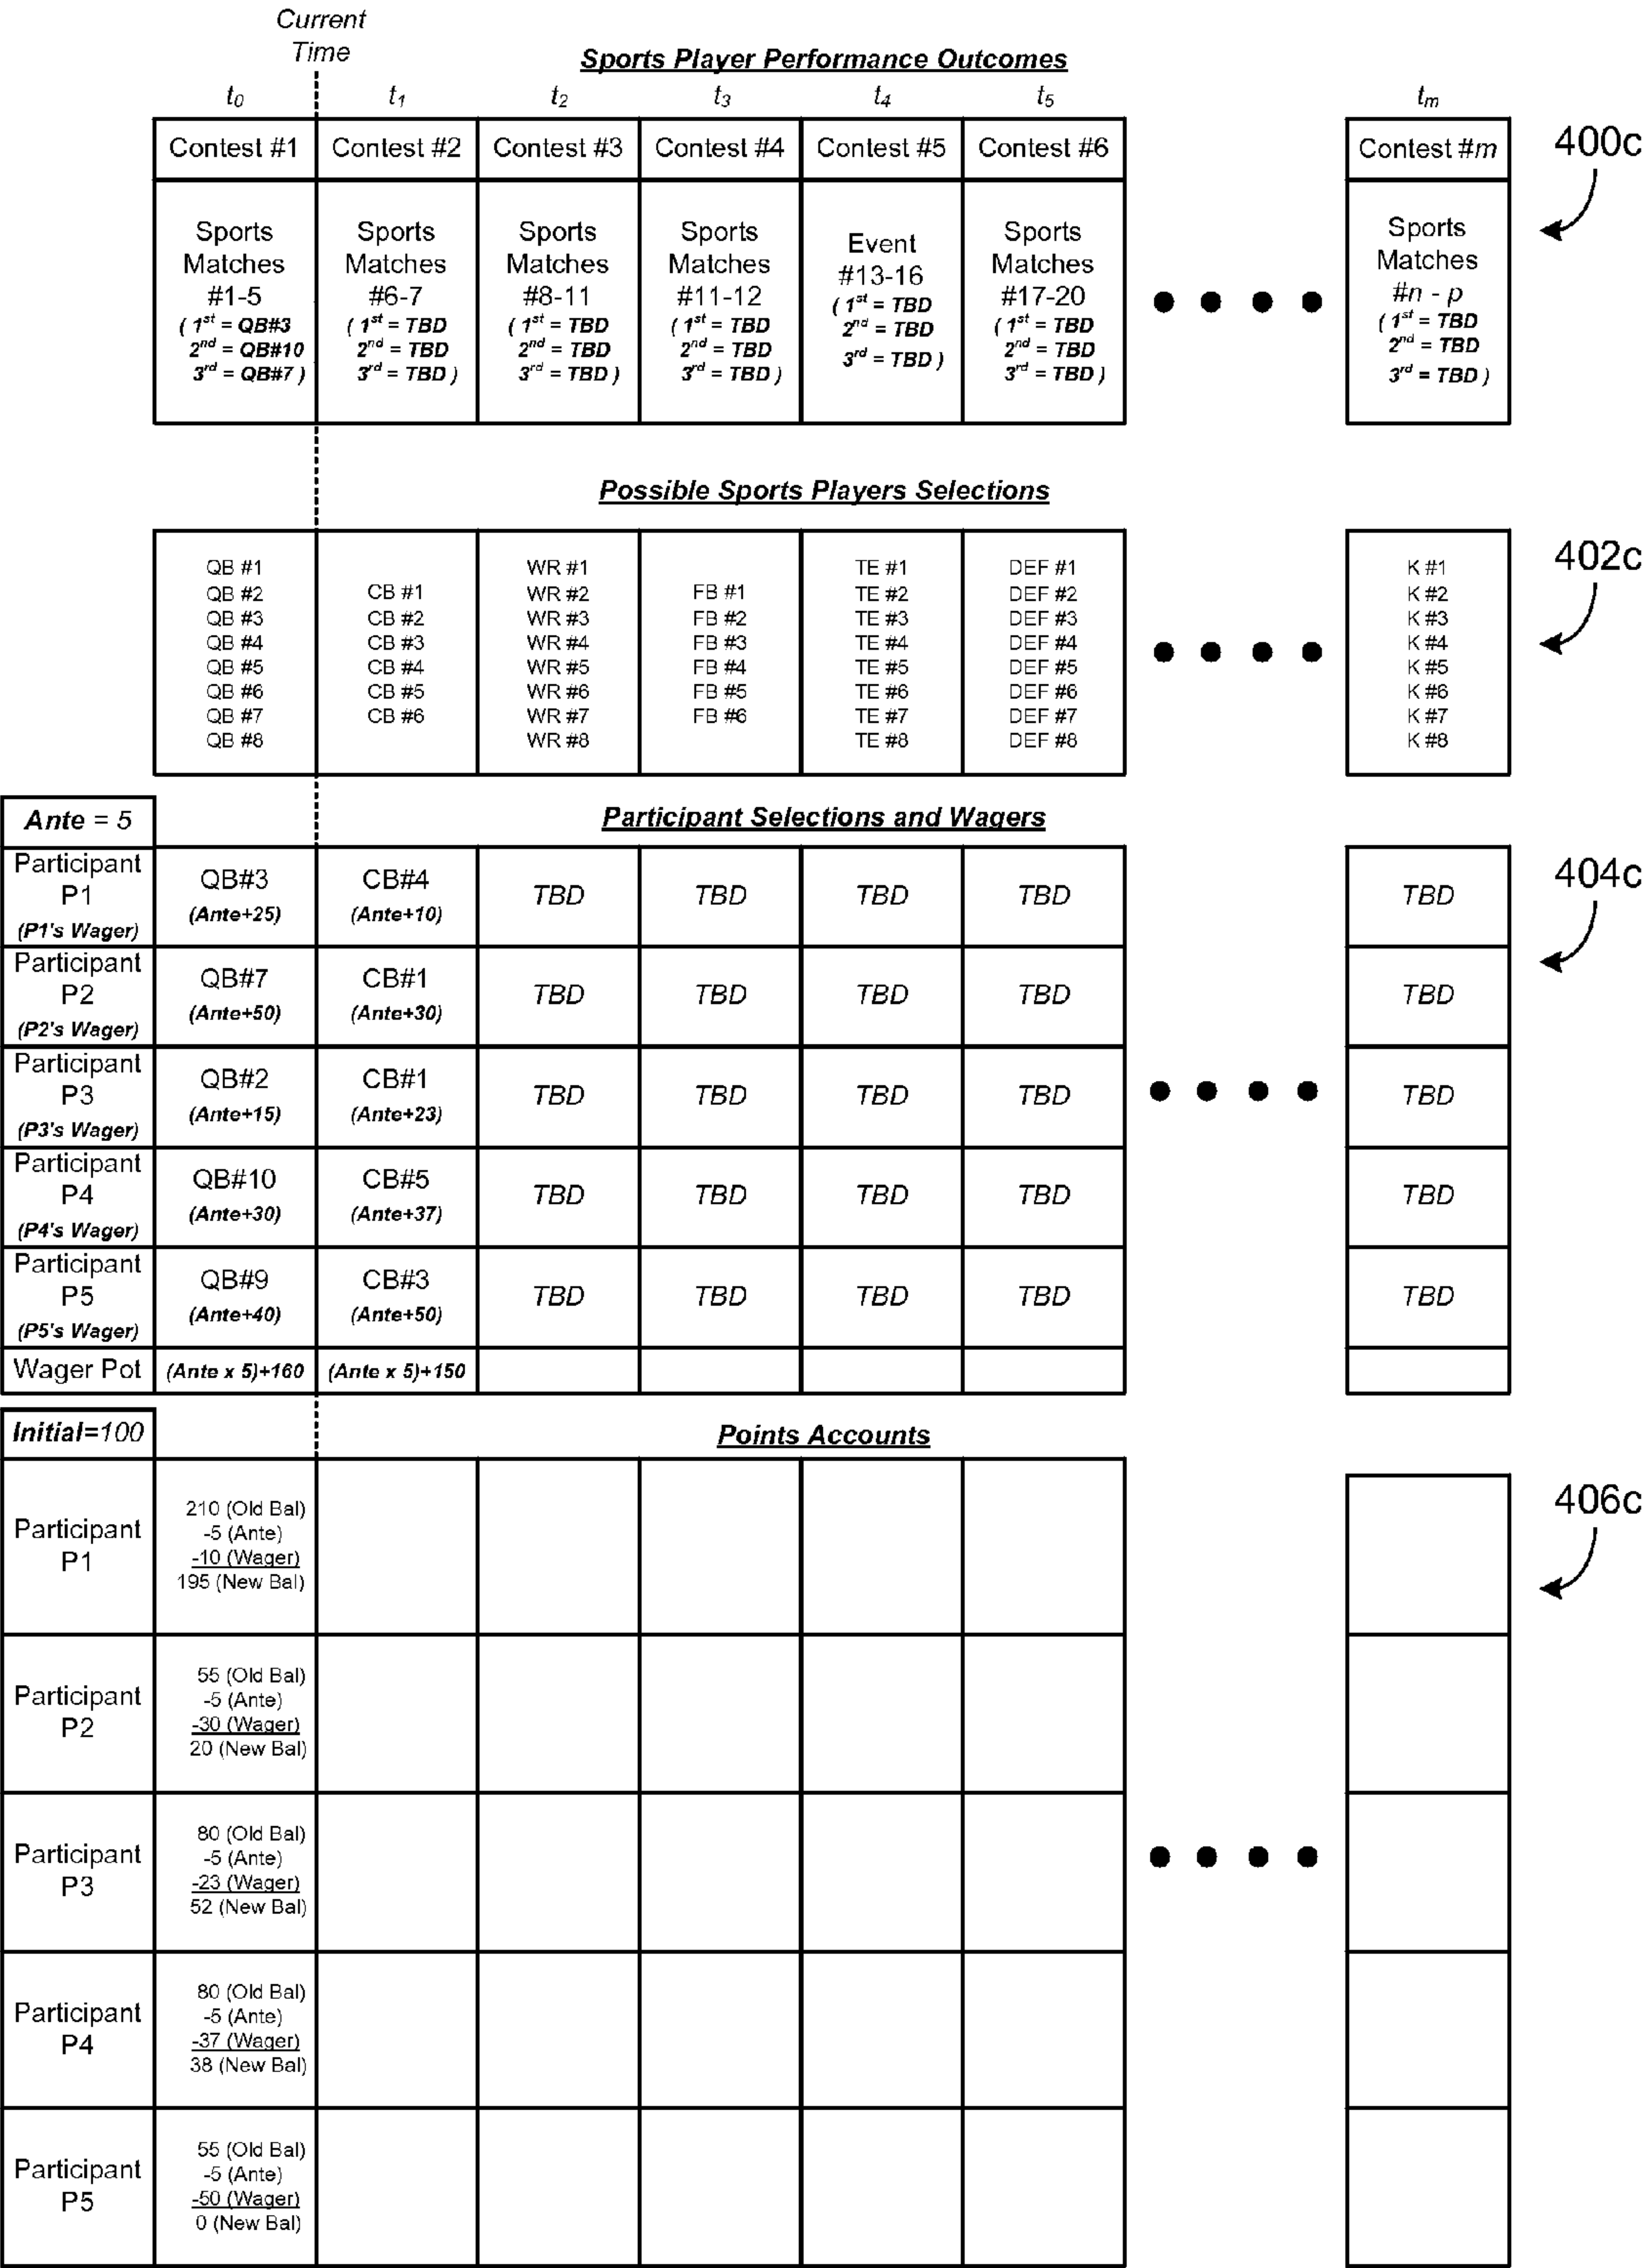 Current
Time
Sports Player Performance Outcomes
t0 t1 t2 t3 t4 t5 tm
Contest #1 Contest #2 Contest #3 Contest #4 Contest #5 Contest #6 Contest #m
400c
Sports
Matches
#1-5
( 1st = QB#3
2nd = QB#10
3rd = QB#7 )
Sports
Matches
#6-7
( 1st = TBD
2nd = TBD
3rd = TBD )
Sports
Matches
#8-11
( 1st = TBD
2nd = TBD
3rd = TBD )
Sports
Matches
#11-12
( 1st = TBD
2nd = TBD
3rd = TBD )
Event
#13-16
( 1st = TBD
2nd = TBD
3rd = TBD )
Sports
Matches
#17-20
( 1st = TBD
2nd = TBD
3rd = TBD )
Sports
Matches
#n - p
( 1st = TBD
2nd = TBD
3rd = TBD )
Possible Sports Players Selections
402c
QB #1
QB #2
QB #3
QB #4
QB #5
QB #6
QB #7
QB #8
CB #1
CB #2
CB #3
CB #4
CB #5
CB #6
WR #1
WR #2
WR #3
WR #4
WR #5
WR #6
WR #7
WR #8
FB #1
FB #2
FB #3
FB #4
FB #5
FB #6
TE #1
TE #2
TE #3
TE #4
TE #5
TE #6
TE #7
TE #8
DEF #1
DEF #2
DEF #3
DEF #4
DEF #5
DEF #6
DEF #7
DEF #8
K #1
K #2
K #3
K #4
K #5
K #6
K #7
K #8
Ante = 5
Participant Selections and Wagers
404c
Participant
P1
(P1's Wager)
QB#3
(Ante+25)
CB#4
(Ante+10)
TBD TBD TBD TBD TBD
Participant
P2
(P2's Wager)
QB#7
(Ante+50)
CB#1
(Ante+30)
TBD TBD TBD TBD TBD
Participant
P3
(P3's Wager)
QB#2
(Ante+15)
CB#1
(Ante+23)
TBD TBD TBD TBD TBD
Participant
P4
(P4's Wager)
QB#10
(Ante+30)
CB#5
(Ante+37)
TBD TBD TBD TBD TBD
Participant
P5
(P5's Wager)
QB#9
(Ante+40)
CB#3
(Ante+50)
TBD TBD TBD TBD TBD
Wager Pot (Ante x 5)+160 (Ante x 5)+150
Initial=100
Points Accounts
406c
Participant
P1
210 (Old Bal)
-5 (Ante)
-10 (Wager)
195 (New Bal)
Participant
P2
55 (Old Bal)
-5 (Ante)
-30 (Wager)
20 (New Bal)
Participant
P3
80 (Old Bal)
-5 (Ante)
-23 (Wager)
52 (New Bal)
Participant
P4
80 (Old Bal)
-5 (Ante)
-37 (Wager)
38 (New Bal)
Participant
P5
55 (Old Bal)
-5 (Ante)
-50 (Wager)
0 (New Bal)